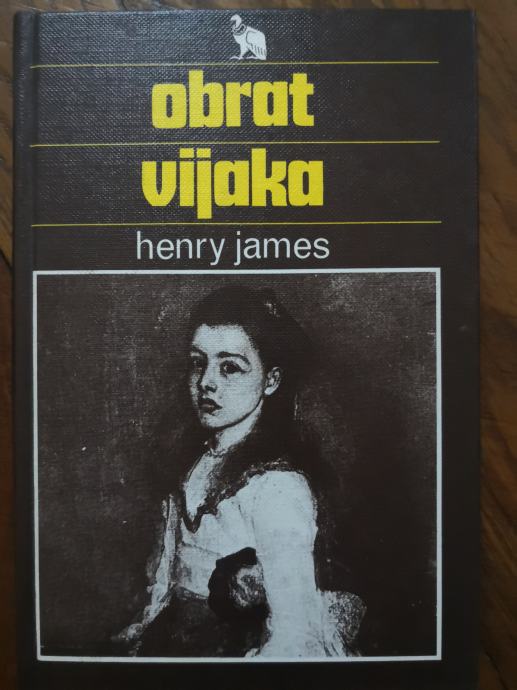 obrat
vijaka
henry james